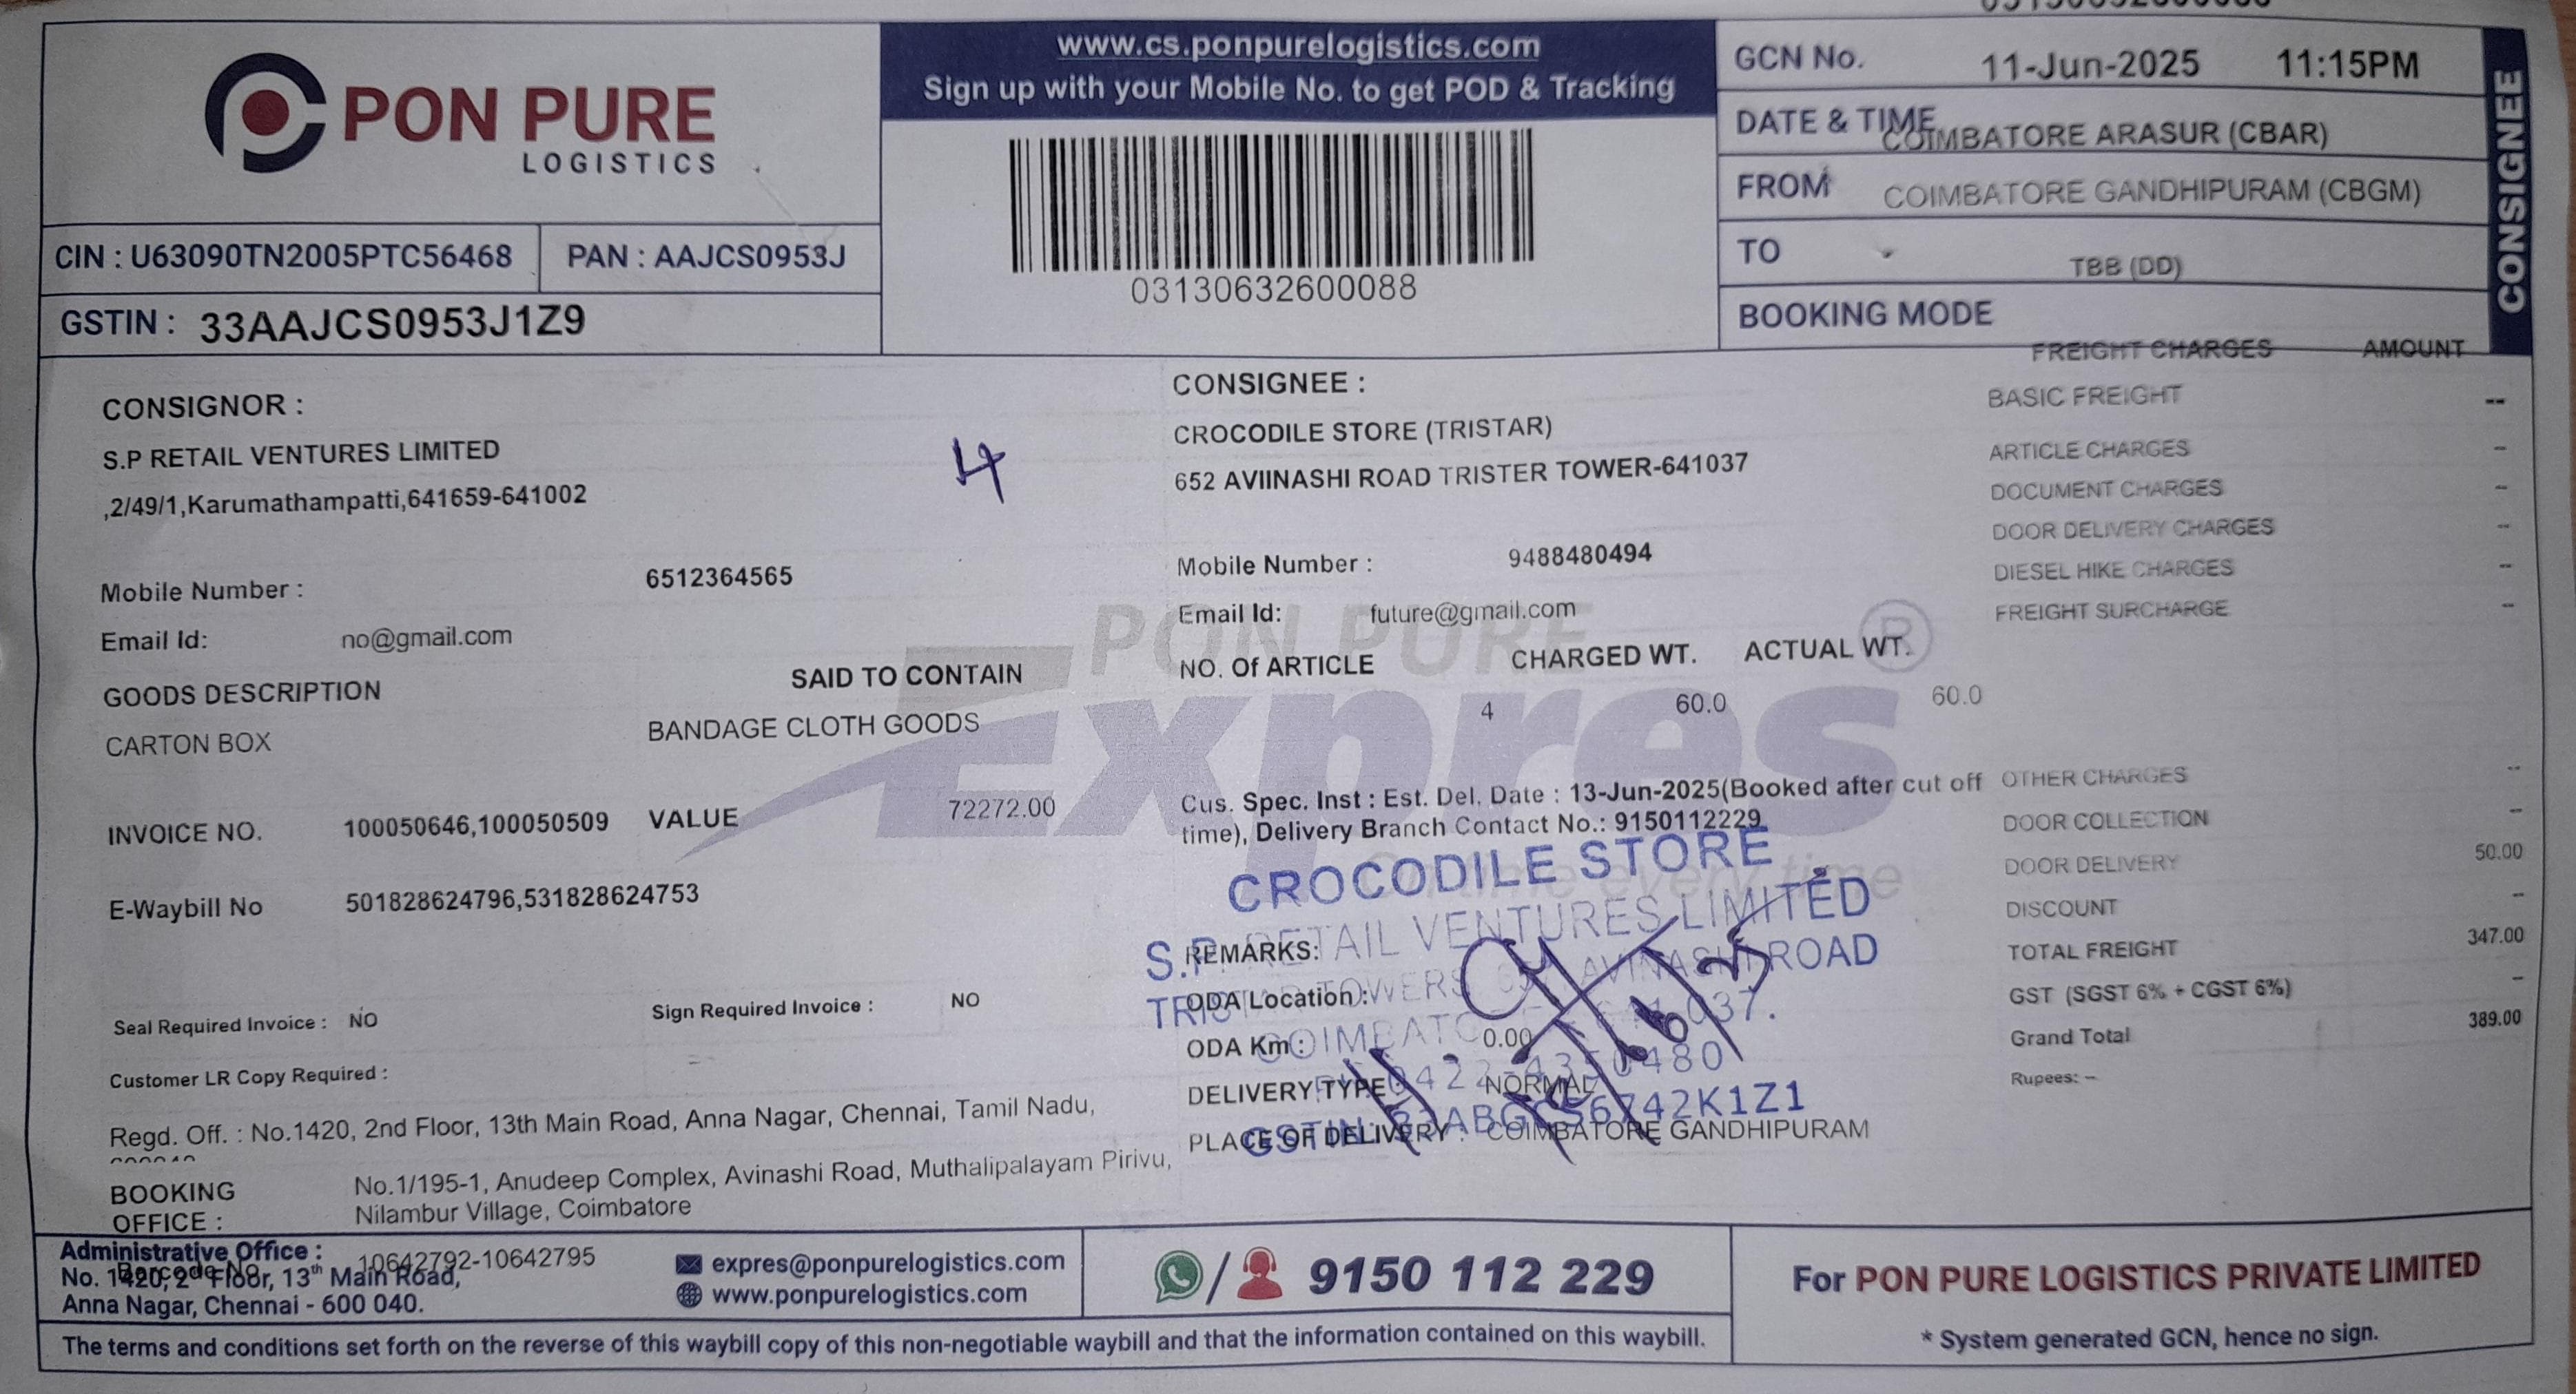 PON PURE
LOGISTICS
CIN : U63090TN2005PTC56468
PAN : AAJCS0953J
GSTIN : 33AAJCS0953J1Z9
www.cs.ponpurelogistics.com
Sign up with your Mobile No. to get POD & Tracking
03130632600088
GCN No.
11-Jun-2025 11:15PM
DATE & TIME
COIMBATORE ARASUR (CBAR)
FROM
COIMBATORE GANDHIPURAM (CBGM)
TO
TBB (DD)
BOOKING MODE
CONSIGNEE
CONSIGNOR :
S.P RETAIL VENTURES LIMITED
,2/49/1,Karumathampatti,641659-641002
4
Mobile Number : 6512364565
Email Id: no@gmail.com
GOODS DESCRIPTION SAID TO CONTAIN
CARTON BOX BANDAGE CLOTH GOODS
INVOICE NO. 100050646,100050509 VALUE 72272.00
E-Waybill No 501828624796,531828624753
Seal Required Invoice : NO Sign Required Invoice : NO
Customer LR Copy Required :
Regd. Off. : No.1420, 2nd Floor, 13th Main Road, Anna Nagar, Chennai, Tamil Nadu,
BOOKING OFFICE : No.1/195-1, Anudeep Complex, Avinashi Road, Muthalipalayam Pirivu,
Nilambur Village, Coimbatore
CONSIGNEE :
CROCODILE STORE (TRISTAR)
652 AVIINASHI ROAD TRISTER TOWER-641037
Mobile Number : 9488480494
Email Id: future@gmail.com
NO. Of ARTICLE CHARGED WT. ACTUAL WT.
4 60.0 60.0
PON PURE
Expres
®
Cus. Spec. Inst : Est. Del. Date : 13-Jun-2025(Booked after cut off
time), Delivery Branch Contact No.: 9150112229
CROCODILE STORE
S.P. RETAIL VENTURES LIMITED
AVINASHI ROAD
REMARKS:
ODA Location :
ODA Km : 0.00
DELIVERY TYPE : NORMAL
PLACE OF DELIVERY : COIMBATORE GANDHIPURAM
FREIGHT CHARGES AMOUNT
BASIC FREIGHT --
ARTICLE CHARGES --
DOCUMENT CHARGES --
DOOR DELIVERY CHARGES --
DIESEL HIKE CHARGES --
FREIGHT SURCHARGE --
OTHER CHARGES --
DOOR COLLECTION --
DOOR DELIVERY 50.00
DISCOUNT --
TOTAL FREIGHT 347.00
GST (SGST 6% + CGST 6%) --
Grand Total 389.00
Rupees: --
Administrative Office :
No. 1420, 2nd Floor, 13th Main Road,
Anna Nagar, Chennai - 600 040.
Barcode No 10642792-10642795
expres@ponpurelogistics.com
www.ponpurelogistics.com
9150 112 229
For PON PURE LOGISTICS PRIVATE LIMITED
* System generated GCN, hence no sign.
The terms and conditions set forth on the reverse of this waybill copy of this non-negotiable waybill and that the information contained on this waybill.